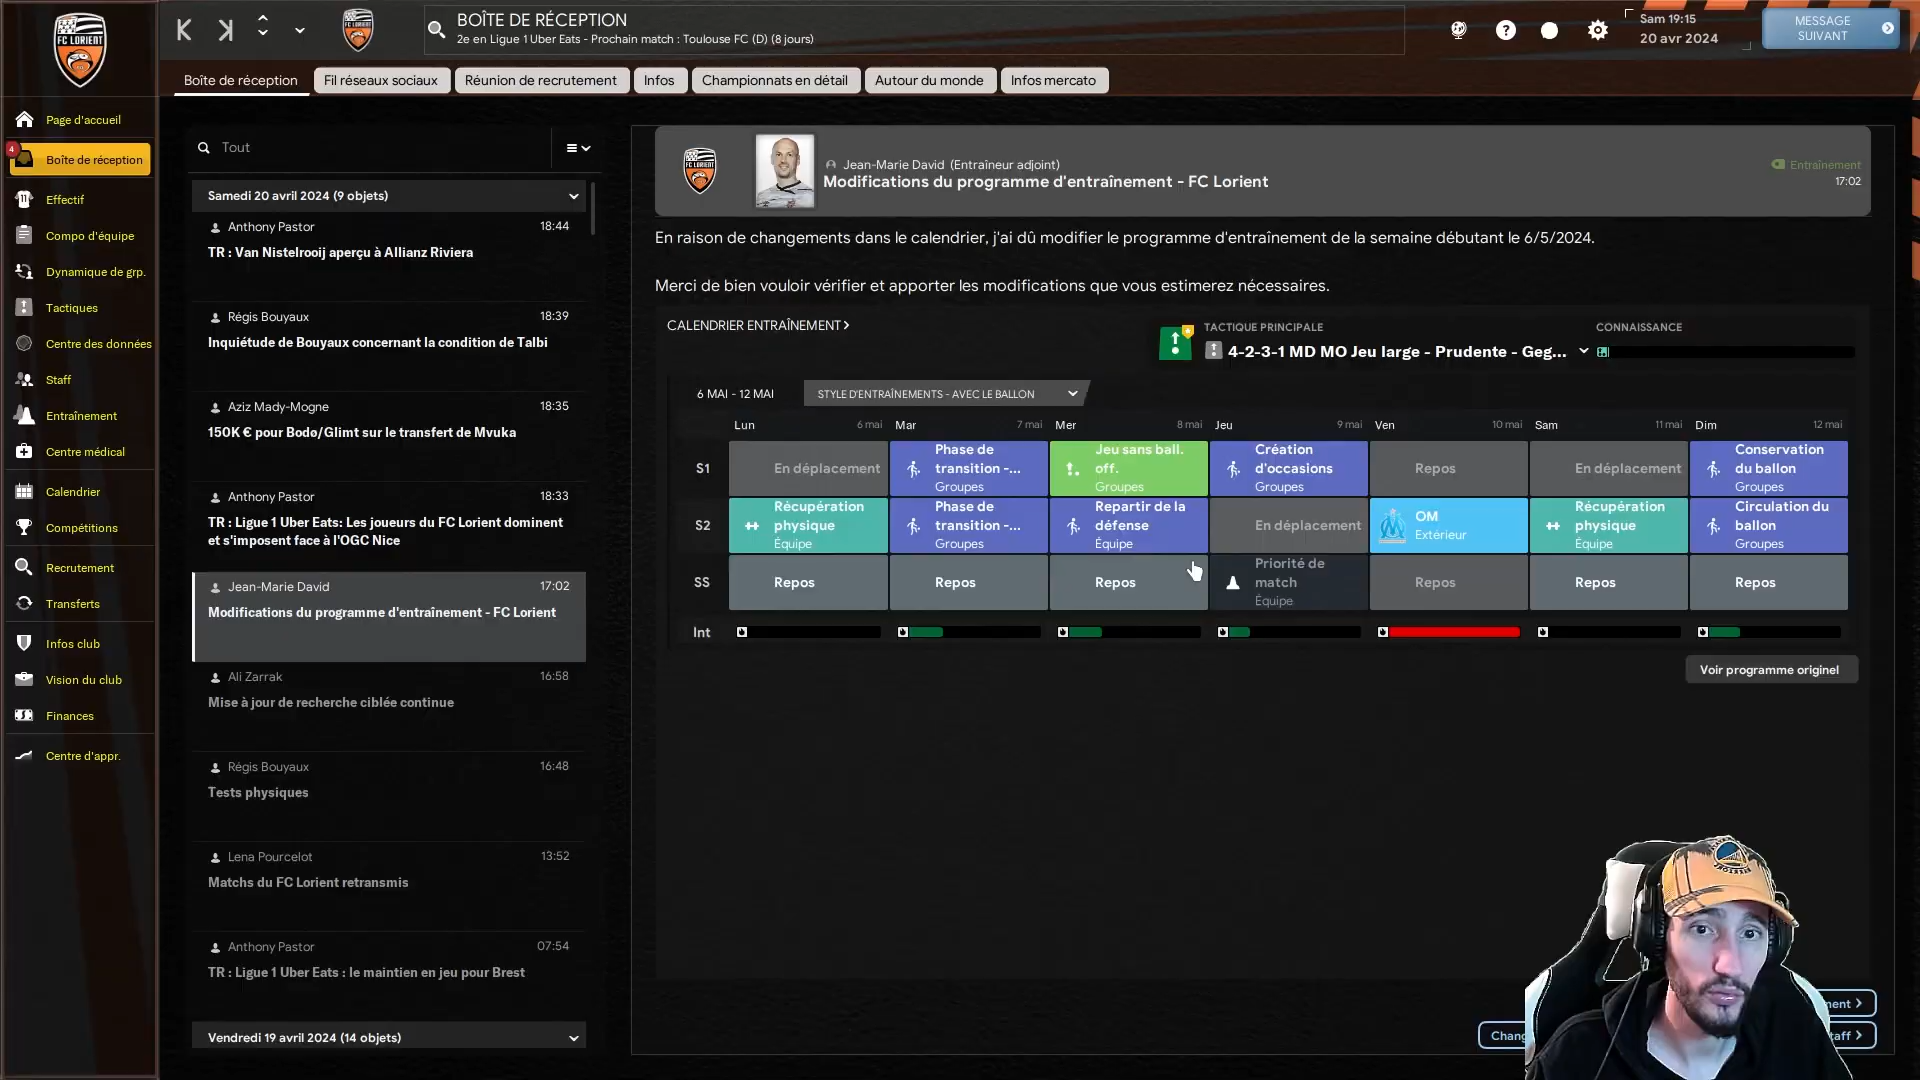 FC LORIENT
BOÎTE DE RÉCEPTION
2e en Ligue 1 Uber Eats - Prochain match : Toulouse FC (D) (8 jours)
Sam 19:15
20 avr 2024
MESSAGE
SUIVANT
Boîte de réception
Fil réseaux sociaux
Réunion de recrutement
Infos
Championnats en détail
Autour du monde
Infos mercato
Page d'accueil
4
Boîte de réception
Effectif
Compo d'équipe
Dynamique de grp.
Tactiques
Centre des données
Staff
Entraînement
Centre médical
Calendrier
Compétitions
Recrutement
Transferts
Infos club
Vision du club
Finances
Centre d'appr.
Tout
Samedi 20 avril 2024 (9 objets)
Anthony Pastor 18:44
TR : Van Nistelrooij aperçu à Allianz Riviera
Régis Bouyaux 18:39
Inquiétude de Bouyaux concernant la condition de Talbi
Aziz Mady-Mogne 18:35
150K € pour Bodø/Glimt sur le transfert de Mvuka
Anthony Pastor 18:33
TR : Ligue 1 Uber Eats: Les joueurs du FC Lorient dominent
et s'imposent face à l'OGC Nice
Jean-Marie David 17:02
Modifications du programme d'entraînement - FC Lorient
Ali Zarrak 16:58
Mise à jour de recherche ciblée continue
Régis Bouyaux 16:48
Tests physiques
Lena Pourcelot 13:52
Matchs du FC Lorient retransmis
Anthony Pastor 07:54
TR : Ligue 1 Uber Eats : le maintien en jeu pour Brest
Vendredi 19 avril 2024 (14 objets)
FC LORIENT
Jean-Marie David (Entraîneur adjoint)
Modifications du programme d'entraînement - FC Lorient
Entraînement
17:02
En raison de changements dans le calendrier, j'ai dû modifier le programme d'entraînement de la semaine débutant le 6/5/2024.
Merci de bien vouloir vérifier et apporter les modifications que vous estimerez nécessaires.
CALENDRIER ENTRAÎNEMENT
TACTIQUE PRINCIPALE
4-2-3-1 MD MO Jeu large - Prudente - Geg...
CONNAISSANCE
6 MAI - 12 MAI
STYLE D'ENTRAÎNEMENTS - AVEC LE BALLON
Lun 6 mai Mar 7 mai Mer 8 mai Jeu 9 mai Ven 10 mai Sam 11 mai Dim 12 mai
S1
En déplacement
Phase de
transition -...
Groupes
Jeu sans ball.
off.
Groupes
Création
d'occasions
Groupes
Repos
En déplacement
Conservation
du ballon
Groupes
S2
Récupération
physique
Équipe
Phase de
transition -...
Groupes
Repartir de la
défense
Équipe
En déplacement
OM
Extérieur
Récupération
physique
Équipe
Circulation du
ballon
Groupes
SS
Repos
Repos
Repos
Priorité de
match
Équipe
Repos
Repos
Repos
Int
Voir programme originel